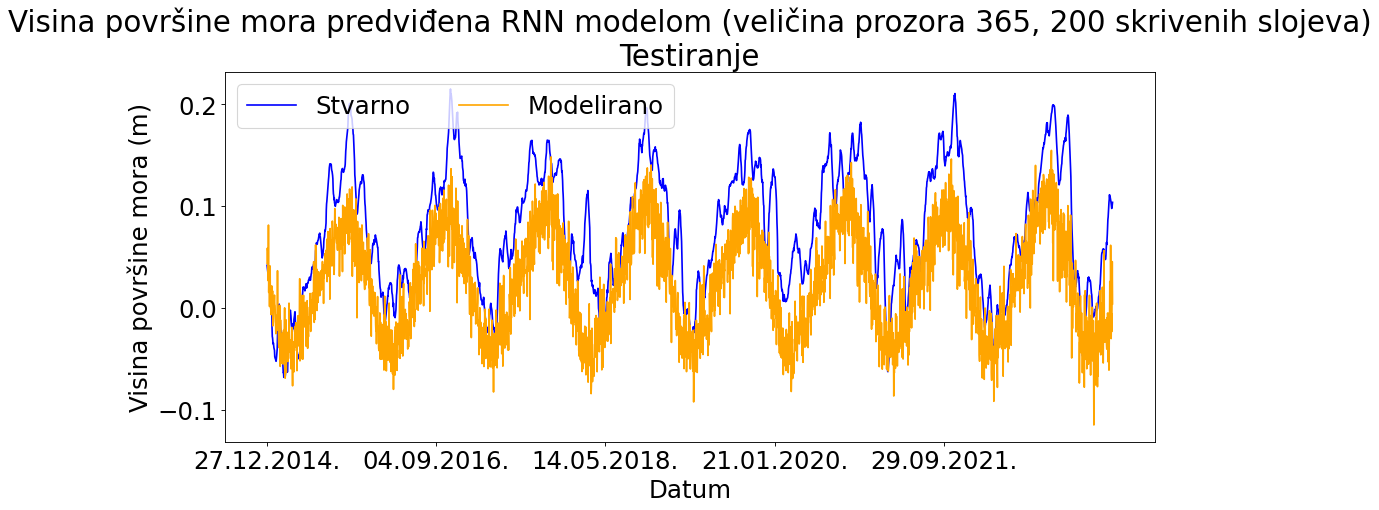 Visina površine mora predviđena RNN modelom (veličina prozora 365, 200 skrivenih slojeva)
Testiranje
Stvarno Modelirano
Visina površine mora (m)
0.2
0.1
0.0
−0.1
27.12.2014. 04.09.2016. 14.05.2018. 21.01.2020. 29.09.2021.
Datum